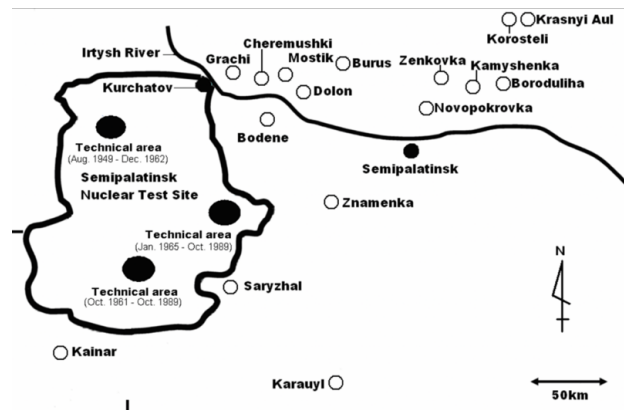 Krasnyi Aul
Korosteli
Irtysh River
Cheremushki
Grachi
Mostik
Burus
Zenkovka
Kamyshenka
Kurchatov
Dolon
Boroduliha
Novopokrovka
Bodene
Technical area
(Aug. 1949 - Dec. 1962)
Semipalatinsk
Semipalatinsk
Nuclear Test Site
Znamenka
Technical area
(Jan. 1965 - Oct. 1989)
N
Technical area
(Oct. 1961 - Oct. 1989)
Saryzhal
Kainar
Karauyl
50km